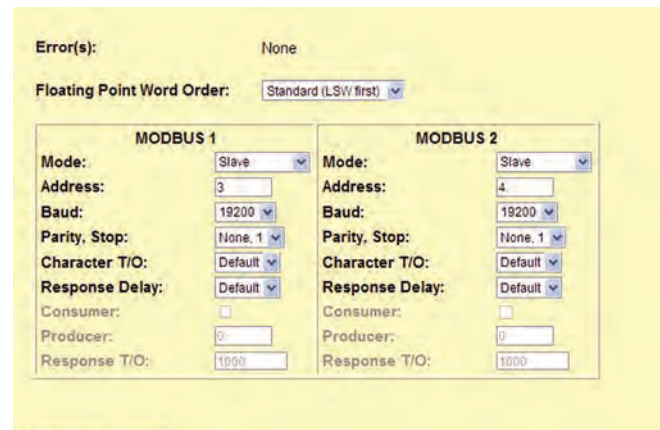 Error(s): None
Floating Point Word Order: Standard (LSW first)
MODBUS 1 MODBUS 2
Mode: Slave Mode: Slave
Address: 3 Address: 4
Baud: 19200 Baud: 19200
Parity, Stop: None, 1 Parity, Stop: None, 1
Character T/O: Default Character T/O: Default
Response Delay: Default Response Delay: Default
Consumer: Consumer:
Producer: 0 Producer: 0
Response T/O: 1000 Response T/O: 1000